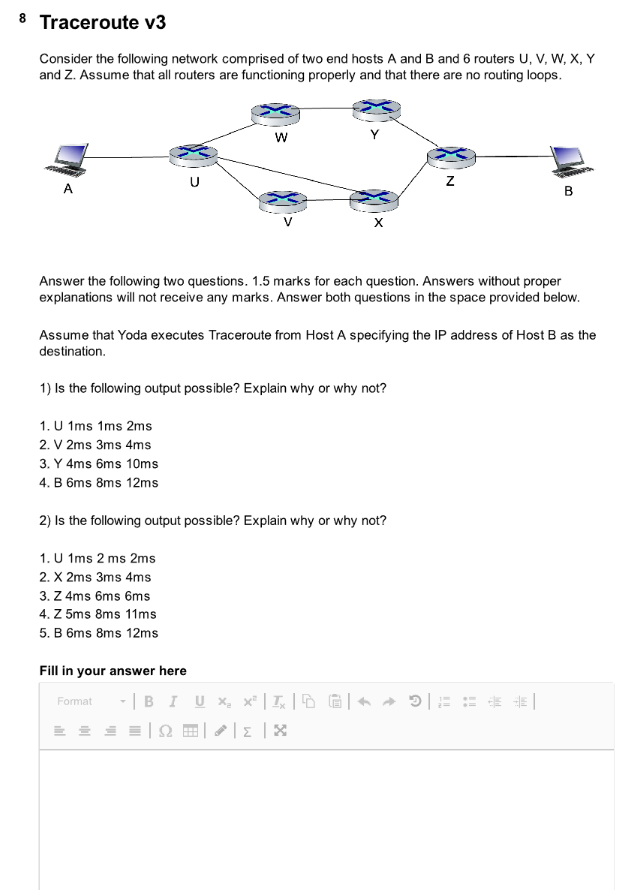 8 Traceroute v3
Consider the following network comprised of two end hosts A and B and 6 routers U, V, W, X, Y
and Z. Assume that all routers are functioning properly and that there are no routing loops.
W
Y
A
U
Z
B
V
X
Answer the following two questions. 1.5 marks for each question. Answers without proper
explanations will not receive any marks. Answer both questions in the space provided below.
Assume that Yoda executes Traceroute from Host A specifying the IP address of Host B as the
destination.
1) Is the following output possible? Explain why or why not?
1. U 1ms 1ms 2ms
2. V 2ms 3ms 4ms
3. Y 4ms 6ms 10ms
4. B 6ms 8ms 12ms
2) Is the following output possible? Explain why or why not?
1. U 1ms 2 ms 2ms
2. X 2ms 3ms 4ms
3. Z 4ms 6ms 6ms
4. Z 5ms 8ms 11ms
5. B 6ms 8ms 12ms
Fill in your answer here
Format B I U x₂ xᵃ Iₓ
Ω Σ